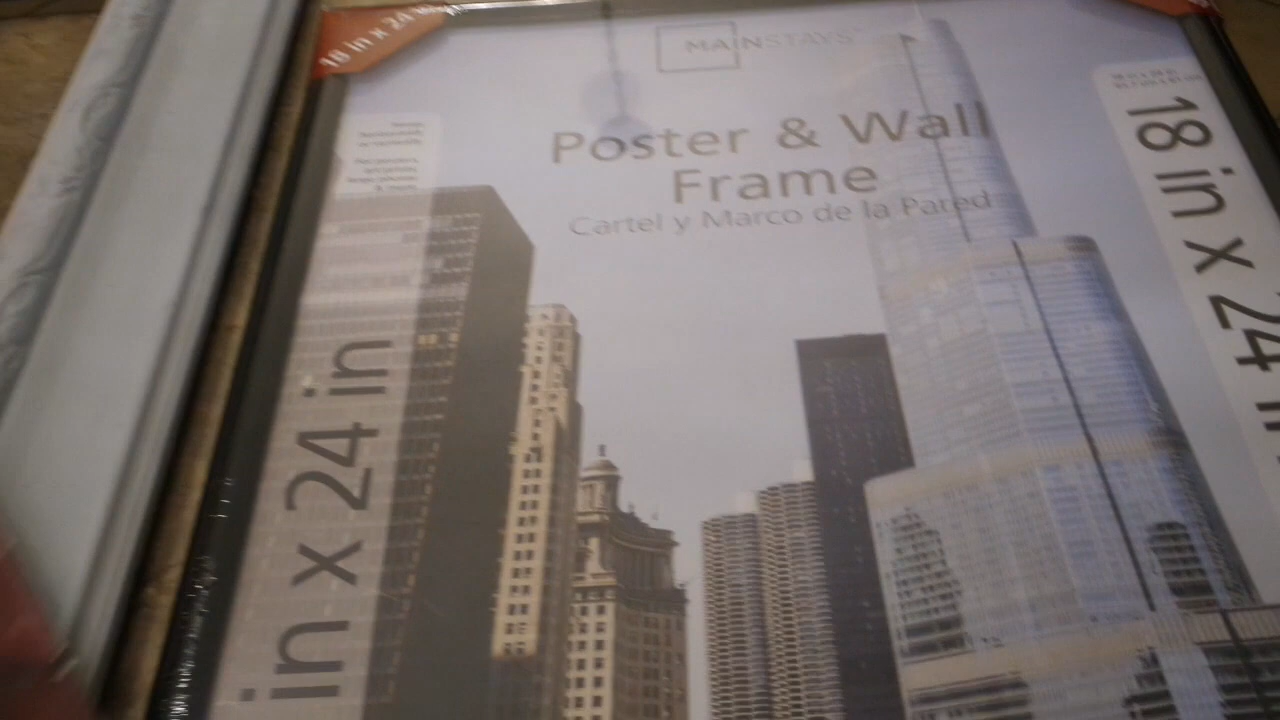 18 in x 24
MAINSTAYS
Poster & Wall
Frame
Cartel y Marco de la Pared
18 in x 24 in
in x 24 in